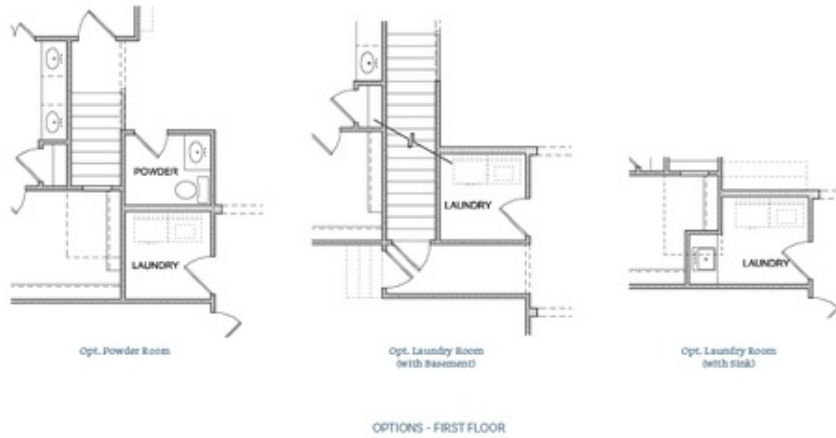 POWDER
LAUNDRY
Opt. Powder Room
LAUNDRY
Opt. Laundry Room
(with Basement)
LAUNDRY
Opt. Laundry Room
(with Sink)
OPTIONS - FIRST FLOOR